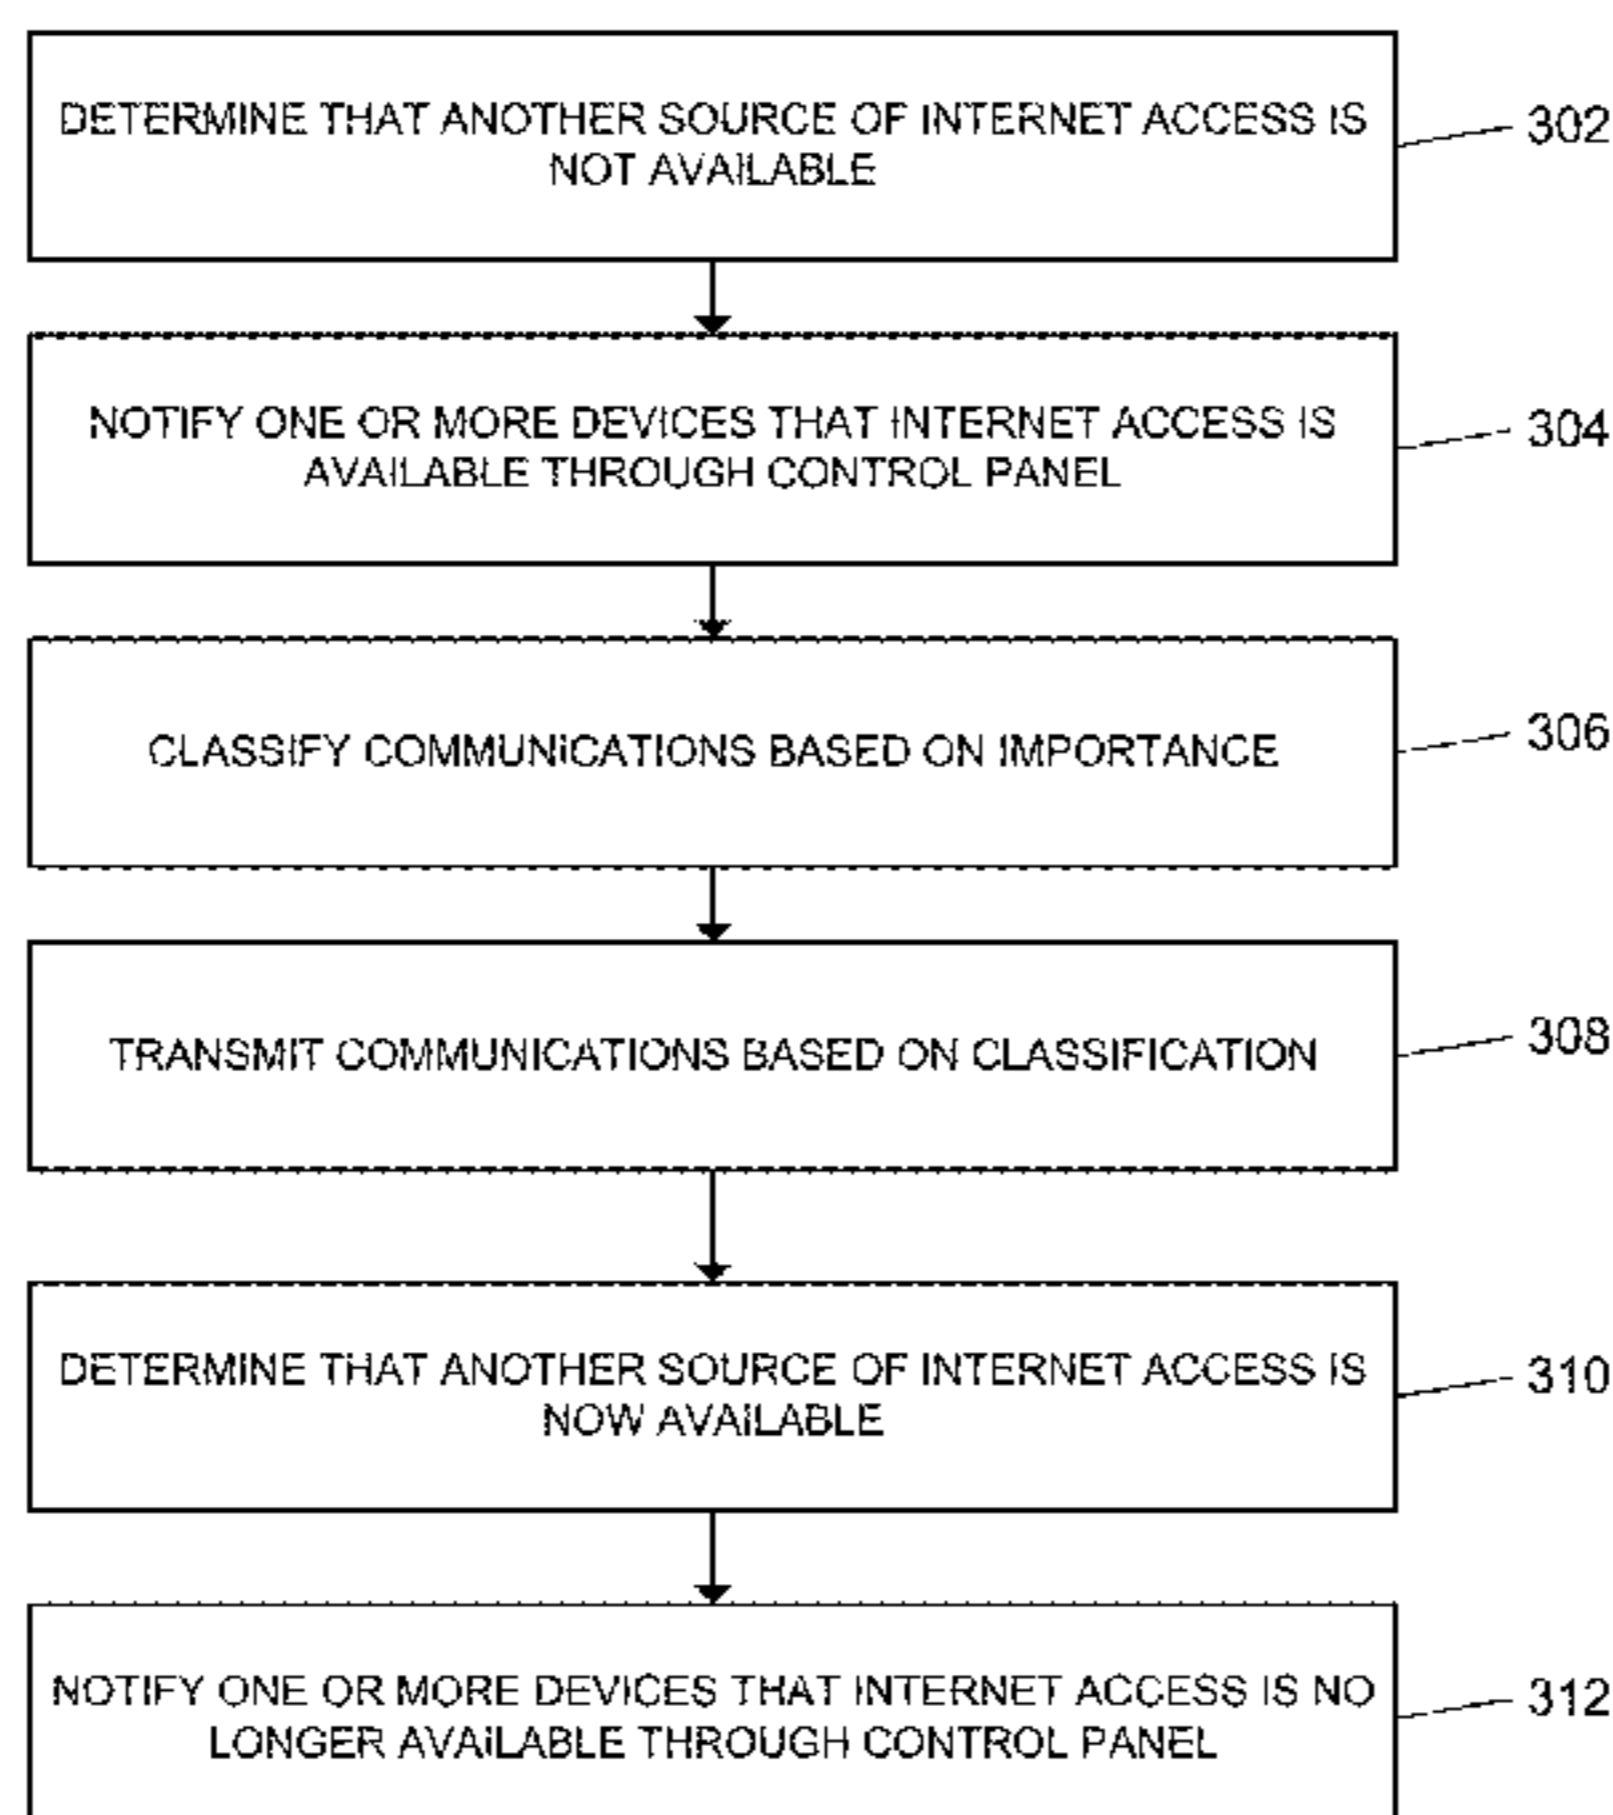 DETERMINE THAT ANOTHER SOURCE OF INTERNET ACCESS IS
NOT AVAILABLE
302
NOTIFY ONE OR MORE DEVICES THAT INTERNET ACCESS IS
AVAILABLE THROUGH CONTROL PANEL
304
CLASSIFY COMMUNICATIONS BASED ON IMPORTANCE
306
TRANSMIT COMMUNICATIONS BASED ON CLASSIFICATION
308
DETERMINE THAT ANOTHER SOURCE OF INTERNET ACCESS IS
NOW AVAILABLE
310
NOTIFY ONE OR MORE DEVICES THAT INTERNET ACCESS IS NO
LONGER AVAILABLE THROUGH CONTROL PANEL
312